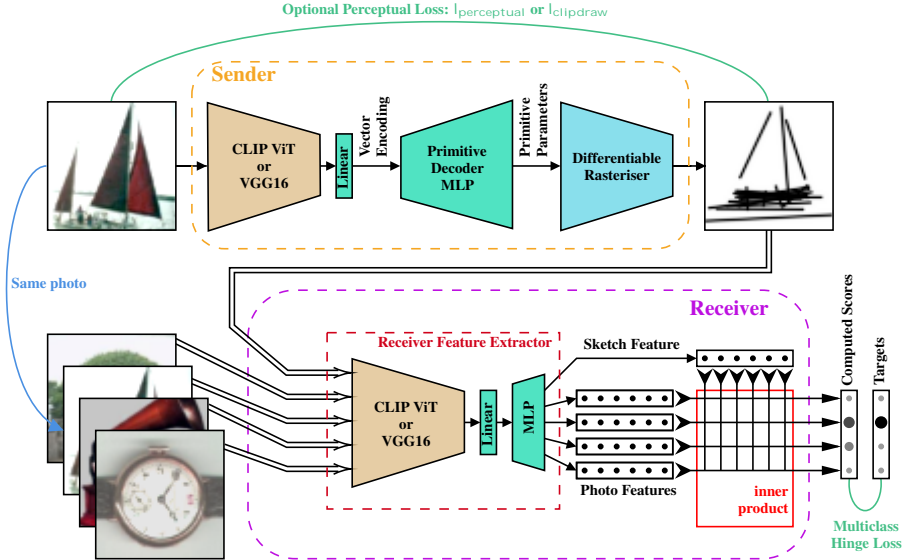 Optional Perceptual Loss: lperceptual or lclipdraw
Sender
CLIP ViT
or
VGG16
Linear
Vector
Encoding
Primitive
Decoder
MLP
Primitive
Parameters
Differentiable
Rasteriser
Same photo
Receiver
Receiver Feature Extractor
CLIP ViT
or
VGG16
Linear
MLP
Sketch Feature
Photo Features
inner
product
Computed Scores
Targets
Multiclass
Hinge Loss